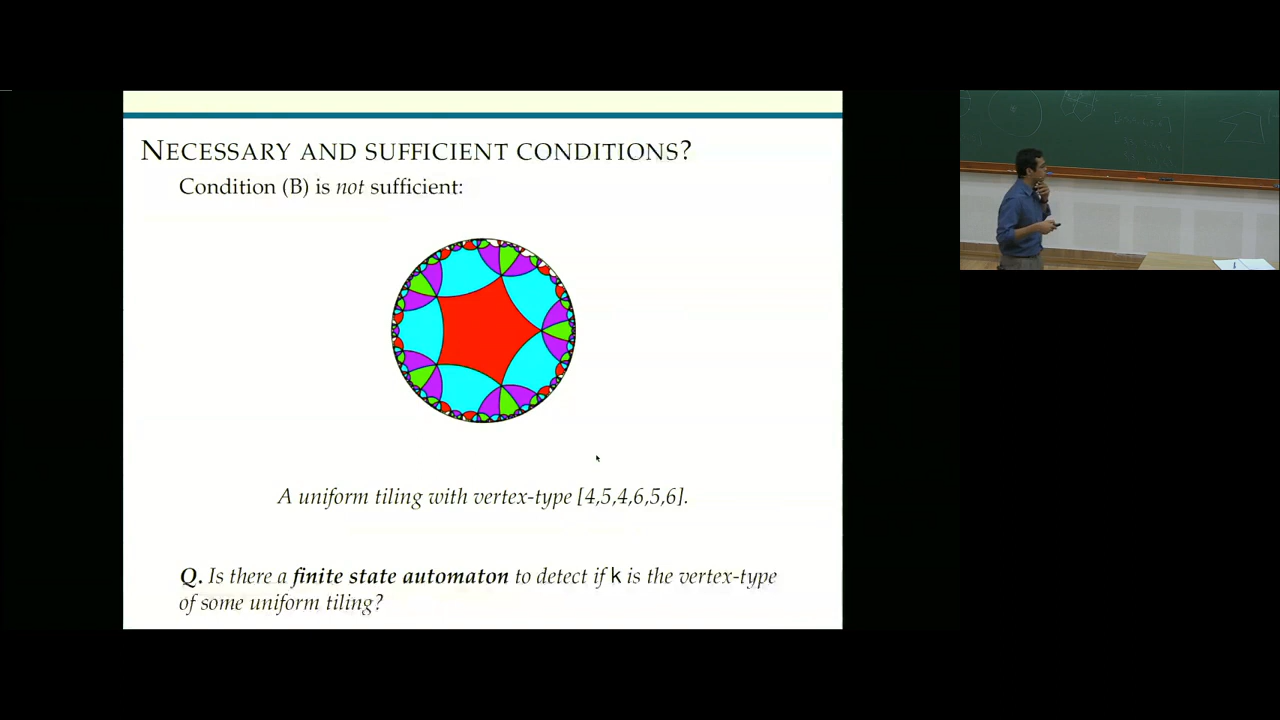 NECESSARY AND SUFFICIENT CONDITIONS?
Condition (B) is not sufficient:
A uniform tiling with vertex-type [4,5,4,6,5,6].
Q. Is there a finite state automaton to detect if k is the vertex-type
of some uniform tiling?